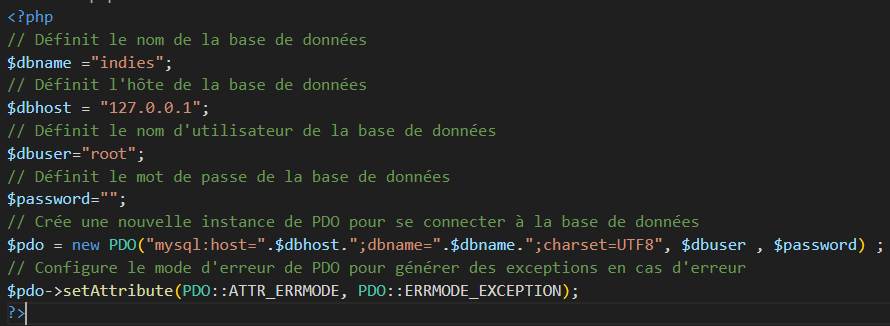 <?php
// Définit le nom de la base de données
$dbname ="indies";
// Définit l'hôte de la base de données
$dbhost = "127.0.0.1";
// Définit le nom d'utilisateur de la base de données
$dbuser="root";
// Définit le mot de passe de la base de données
$password="";
// Crée une nouvelle instance de PDO pour se connecter à la base de données
$pdo = new PDO("mysql:host=".$dbhost.";dbname=".$dbname.";charset=UTF8", $dbuser , $password) ;
// Configure le mode d'erreur de PDO pour générer des exceptions en cas d'erreur
$pdo->setAttribute(PDO::ATTR_ERRMODE, PDO::ERRMODE_EXCEPTION);
?>